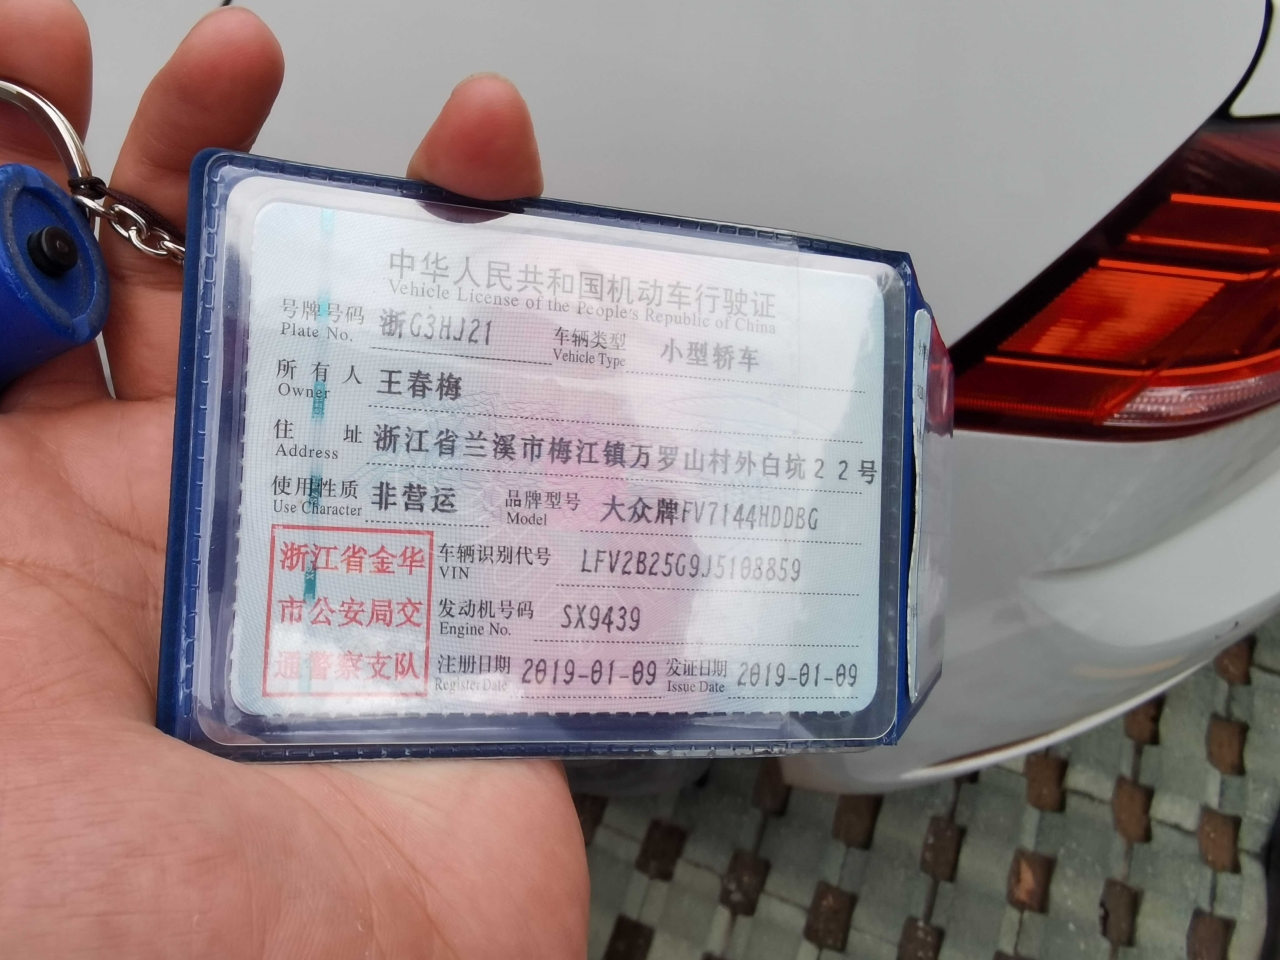 中华人民共和国机动车行驶证
Vehicle License of the People's Republic of China
号牌号码 浙G3HJ21 车辆类型 小型轿车
Plate No. Vehicle Type
所有人 王春梅
Owner
住址 浙江省兰溪市梅江镇万罗山村外白坑22号
Address
使用性质 非营运 品牌型号 大众牌FV7144HDDBG
Use Character Model
浙江省金华
市公安局交
通警察支队
车辆识别代号 LFV2B25G9J5108859
VIN
发动机号码 SX9439
Engine No.
注册日期 2019-01-09 发证日期 2019-01-09
Register Date Issue Date